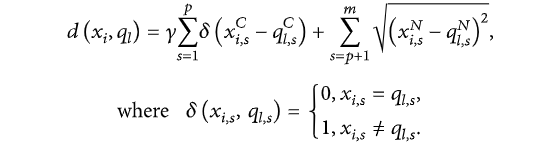 d(x_i, q_l) = γ∑_{s=1}^{p} δ(x_{i,s}^C − q_{l,s}^C) + ∑_{s=p+1}^{m} √((x_{i,s}^N − q_{l,s}^N)^2),
where δ(x_{i,s}, q_{l,s}) = { 0, x_{i,s} = q_{l,s},
1, x_{i,s} ≠ q_{l,s}.